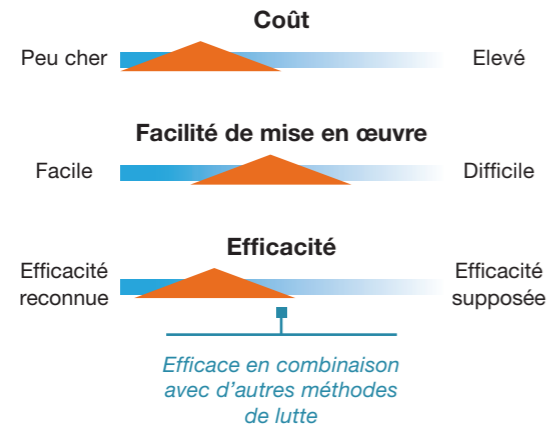 Coût
Peu cher
Elevé
Facilité de mise en œuvre
Facile
Difficile
Efficacité
Efficacité
reconnue
Efficacité
supposée
Efficace en combinaison
avec d'autres méthodes
de lutte